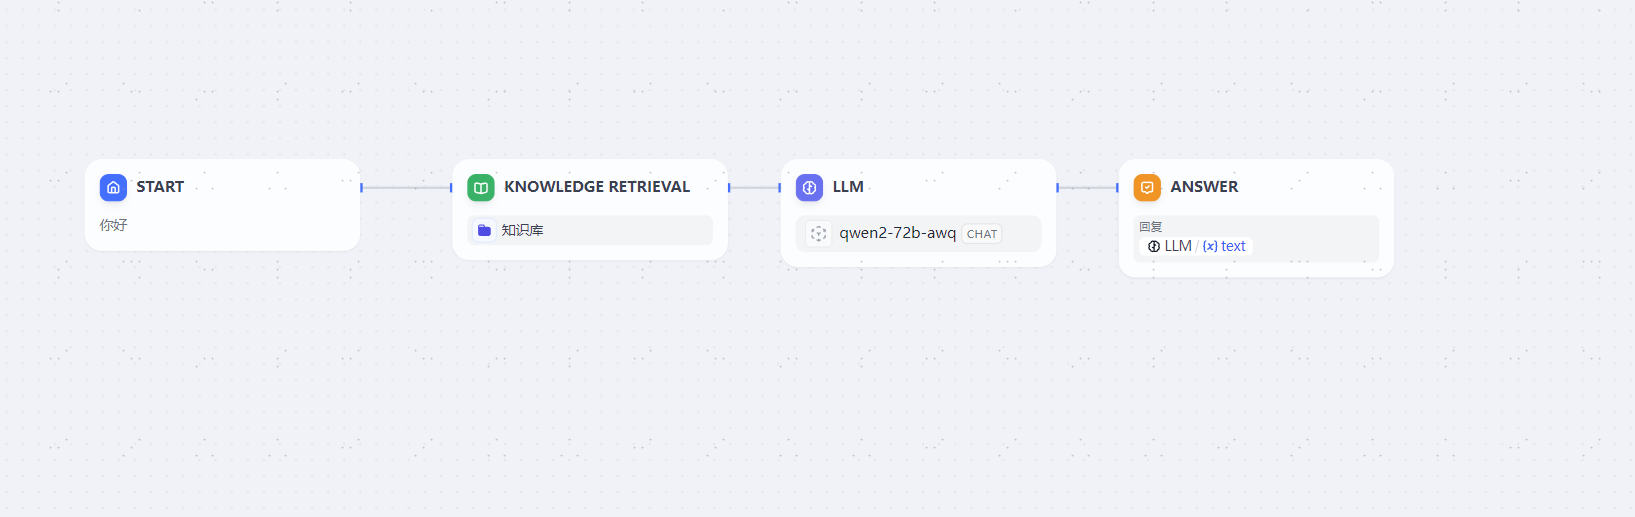 START
你好
KNOWLEDGE RETRIEVAL
知识库
LLM
qwen2-72b-awq CHAT
ANSWER
回复
LLM / (x) text